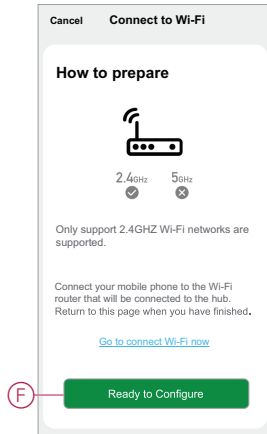 Cancel Connect to Wi-Fi
How to prepare
2.4GHz 5GHz
Only support 2.4GHZ Wi-Fi networks are
supported.
Connect your mobile phone to the Wi-Fi
router that will be connected to the hub.
Return to this page when you have finished.
Go to connect Wi-Fi now
F Ready to Configure